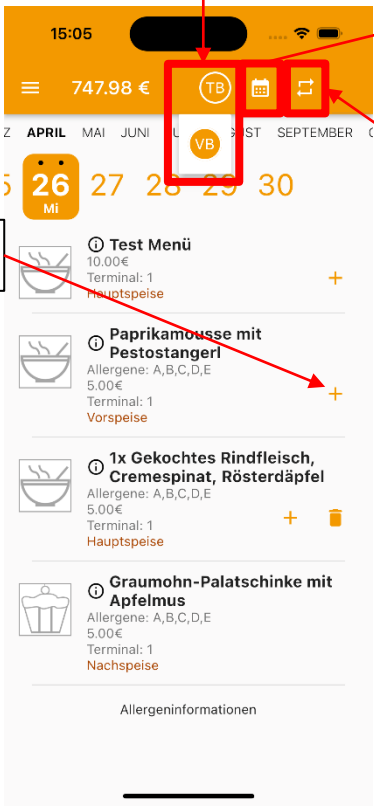 15:05
747.98 €
TB
Z APRIL MAI JUNI ST SEPTEMBER
VB
26 27 28 29 30
Mi
Test Menü
10.00€
Terminal: 1
Hauptspeise
Paprikamousse mit
Pestostangerl
Allergene: A,B,C,D,E
5.00€
Terminal: 1
Vorspeise
1x Gekochtes Rindfleisch,
Cremespinat, Rösterdäpfel
Allergene: A,B,C,D,E
5.00€
Terminal: 1
Hauptspeise
Graumohn-Palatschinke mit
Apfelmus
Allergene: A,B,C,D,E
5.00€
Terminal: 1
Nachspeise
Allergeninformationen